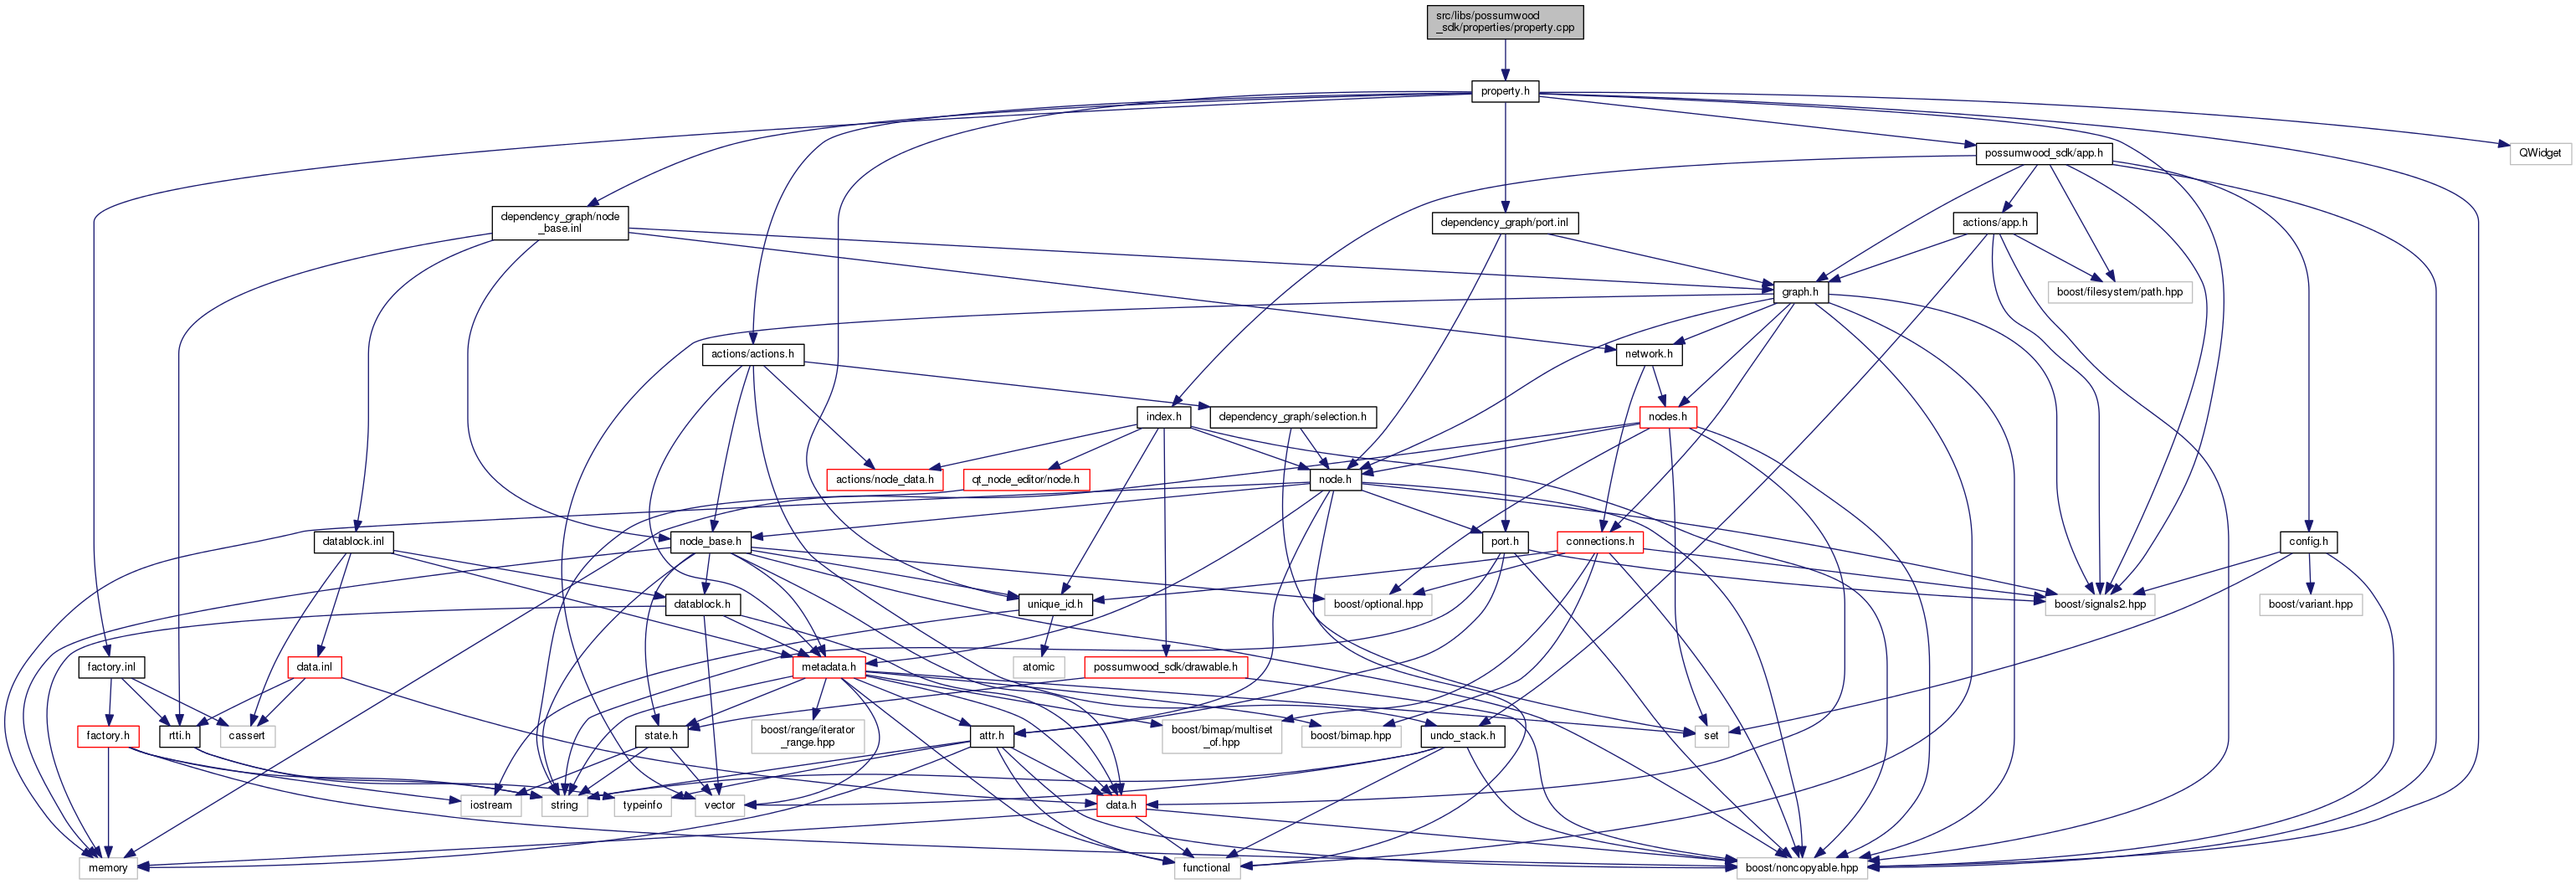 src/libs/possumwood
_sdk/properties/property.cpp
property.h
possumwood_sdk/app.h
QWidget
dependency_graph/node
_base.inl
dependency_graph/port.inl
actions/app.h
graph.h
boost/filesystem/path.hpp
actions/actions.h
network.h
index.h
dependency_graph/selection.h
nodes.h
actions/node_data.h
qt_node_editor/node.h
node.h
datablock.inl
node_base.h
port.h
connections.h
config.h
datablock.h
unique_id.h
boost/optional.hpp
boost/signals2.hpp
boost/variant.hpp
factory.inl
data.inl
metadata.h
atomic
possumwood_sdk/drawable.h
factory.h
rtti.h
cassert
state.h
boost/range/iterator
_range.hpp
attr.h
boost/bimap/multiset
_of.hpp
boost/bimap.hpp
undo_stack.h
set
iostream
string
typeinfo
vector
data.h
memory
functional
boost/noncopyable.hpp